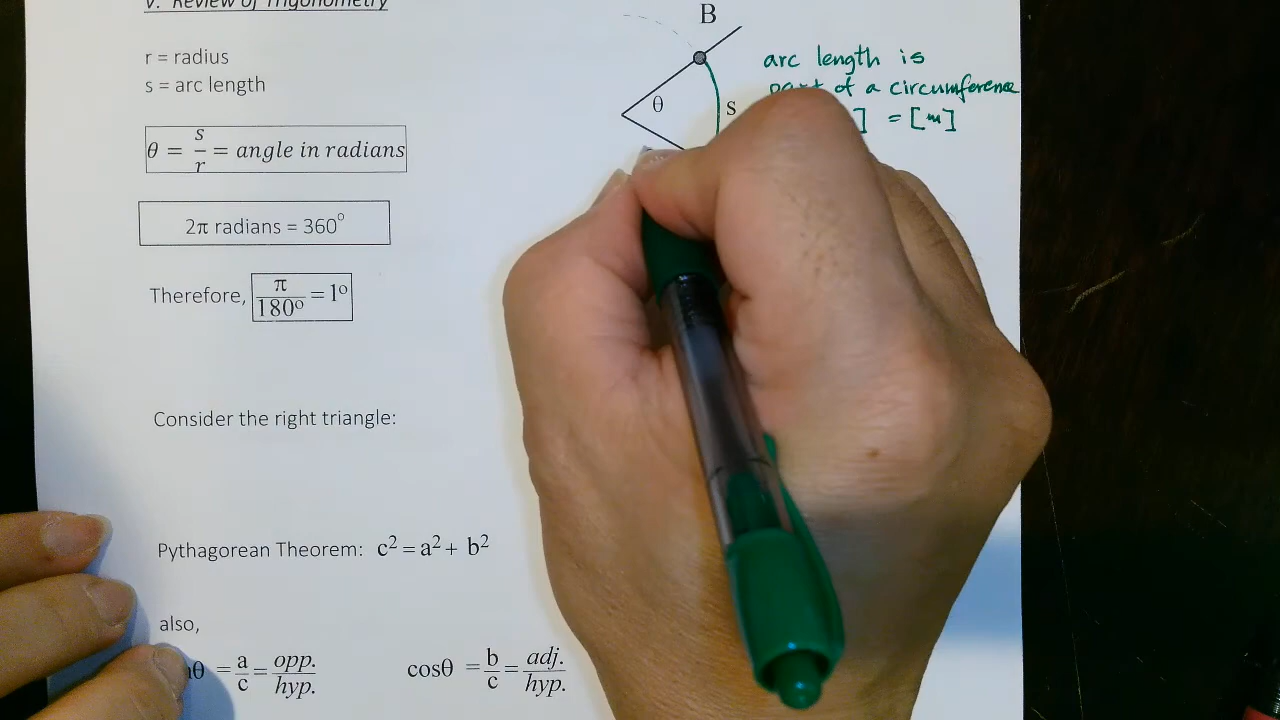 V. Review of Trigonometry
B
r = radius
s = arc length
θ
s
arc length is
part of a circumference
] = [m]
θ = s/r = angle in radians
2π radians = 360°
Therefore, π/180° = 1°
Consider the right triangle:
Pythagorean Theorem: c² = a² + b²
also,
θ = a/c = opp./hyp.
cosθ = b/c = adj./hyp.